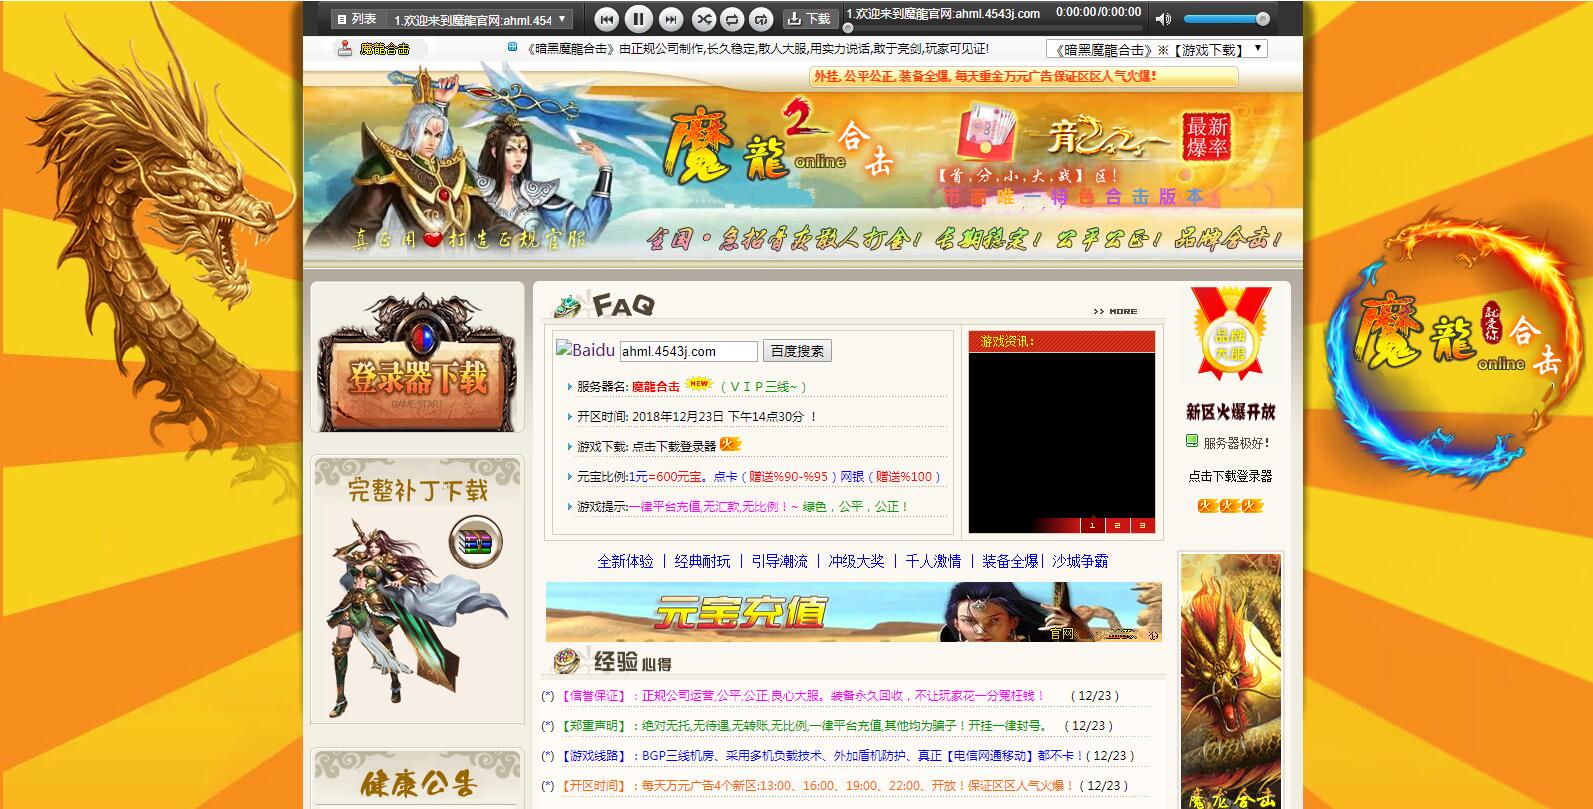 列表
1.欢迎来到魔龍官网:ahml.454
下载
1.欢迎来到魔龍官网:ahml.4543j.com
0:00:00/0:00:00
魔龍合击
《暗黑魔龍合击》由正规公司制作,长久稳定,散人大服,用实力说话,敢于亮剑,玩家可见证!
《暗黑魔龍合击》※【游戏下载】
外挂,公平公正,装备全爆,每天重金万元广告保证区区人气火爆!
魔龍2合击
online
最新爆率
【首,分,小,大,战】区!
市面唯一特色合击版本
真正用 打造正规官服
全国·急招骨灰散人打金! 长期稳定! 公平公正! 品牌合击!
登录器下载
GAME START
完整补丁下载
健康公告
FAQ
>> MORE
Baidu
ahml.4543j.com
百度搜索
服务器名: 魔龍合击 NEW （ＶＩＰ三线~）
开区时间: 2018年12月23日 下午14点30分 ！
游戏下载: 点击下载登录器 火
元宝比例:1元=600元宝。点卡（赠送%90-%95）网银（赠送%100 ）
游戏提示:一律平台充值,无汇款,无比例！~ 绿色，公平，公正！
游戏资讯：
1 2 3
全新体验 | 经典耐玩 | 引导潮流 | 冲级大奖 | 千人激情 | 装备全爆| 沙城争霸
元宝充值
官网
经验心得
(*) 【信誉保证】：正规公司运营,公平,公正,良心大服。装备永久回收，不让玩家花一分冤枉钱！ （ 12/23 ）
(*) 【郑重声明】：绝对无托,无待遇,无转账,无比例,一律平台充值,其他均为骗子！开挂一律封号。 （ 12/23 ）
(*) 【游戏线路】：BGP三线机房、采用多机负载技术、外加盾机防护、真正【电信网通移动】都不卡！( 12/23 ）
(*) 【开区时间】：每天万元广告4个新区:13:00、16:00、19:00、22:00、开放！保证区区人气火爆！（ 12/23 ）
品牌大服
新区火爆开放
服务器极好!
点击下载登录器
火 火 火
魔龙合击
魔龍合击
就爱你
online